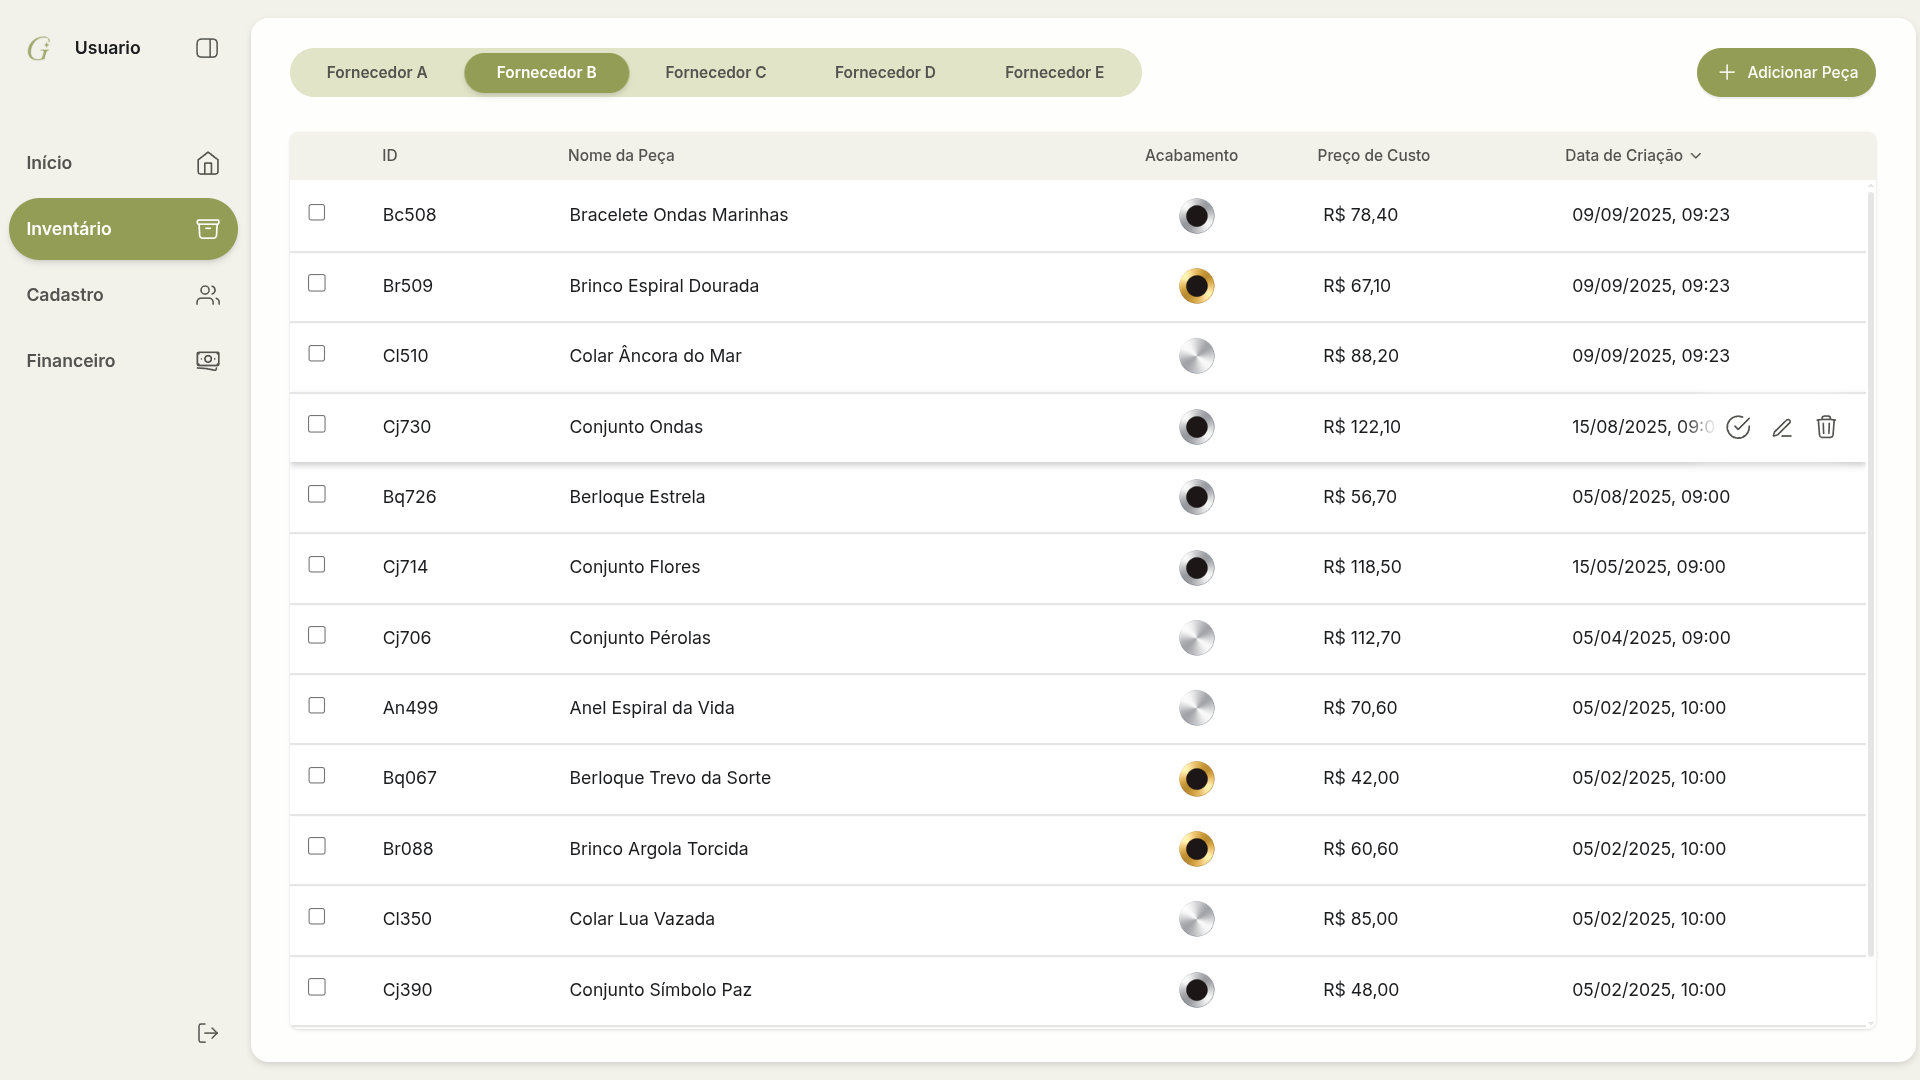 G Usuario
Fornecedor A Fornecedor B Fornecedor C Fornecedor D Fornecedor E
Adicionar Peça
Início
Inventário
Cadastro
Financeiro
ID Nome da Peça Acabamento Preço de Custo Data de Criação
Bc508 Bracelete Ondas Marinhas R$ 78,40 09/09/2025, 09:23
Br509 Brinco Espiral Dourada R$ 67,10 09/09/2025, 09:23
Cl510 Colar Âncora do Mar R$ 88,20 09/09/2025, 09:23
Cj730 Conjunto Ondas R$ 122,10 15/08/2025, 09:0
Bq726 Berloque Estrela R$ 56,70 05/08/2025, 09:00
Cj714 Conjunto Flores R$ 118,50 15/05/2025, 09:00
Cj706 Conjunto Pérolas R$ 112,70 05/04/2025, 09:00
An499 Anel Espiral da Vida R$ 70,60 05/02/2025, 10:00
Bq067 Berloque Trevo da Sorte R$ 42,00 05/02/2025, 10:00
Br088 Brinco Argola Torcida R$ 60,60 05/02/2025, 10:00
Cl350 Colar Lua Vazada R$ 85,00 05/02/2025, 10:00
Cj390 Conjunto Símbolo Paz R$ 48,00 05/02/2025, 10:00